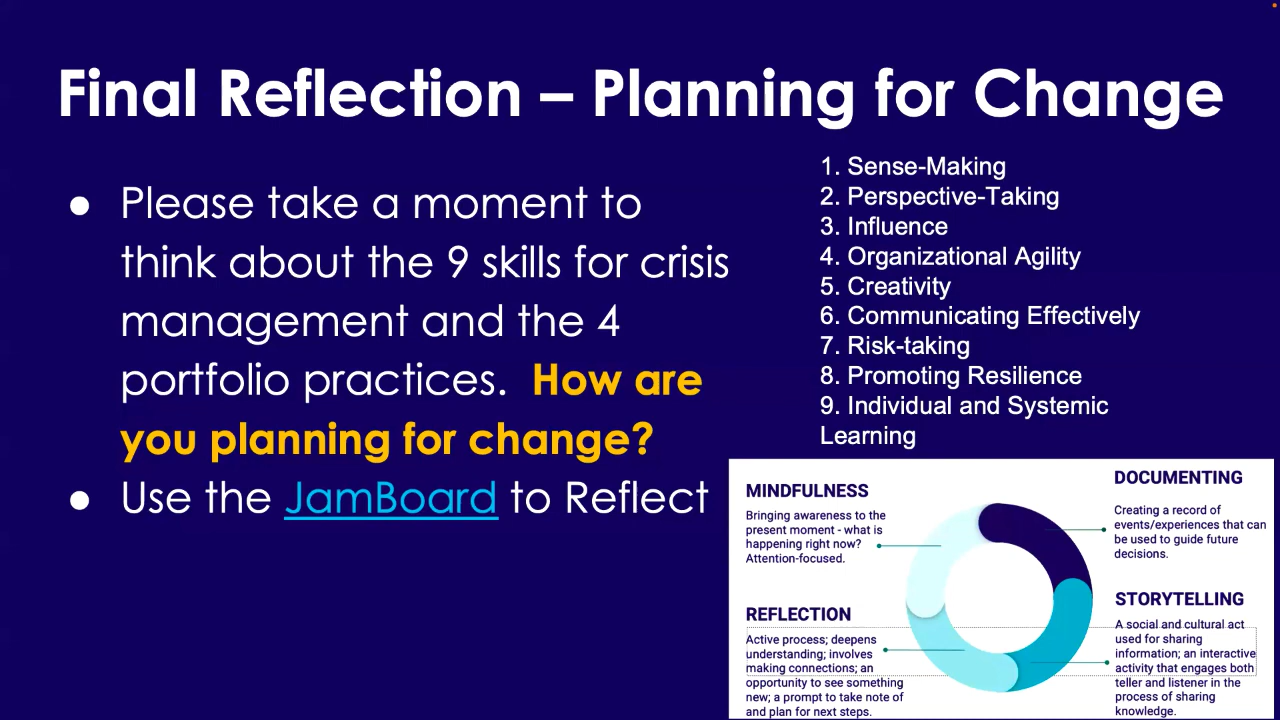 Final Reflection – Planning for Change
● Please take a moment to
think about the 9 skills for crisis
management and the 4
portfolio practices.  How are
you planning for change?
● Use the JamBoard to Reflect
1. Sense-Making
2. Perspective-Taking
3. Influence
4. Organizational Agility
5. Creativity
6. Communicating Effectively
7. Risk-taking
8. Promoting Resilience
9. Individual and Systemic
Learning
MINDFULNESS
Bringing awareness to the
present moment - what is
happening right now?
Attention-focused.
DOCUMENTING
Creating a record of
events/experiences that can
be used to guide future
decisions.
REFLECTION
Active process; deepens
understanding; involves
making connections; an
opportunity to see something
new; a prompt to take note of
and plan for next steps.
STORYTELLING
A social and cultural act
used for sharing
information; an interactive
activity that engages both
teller and listener in the
process of sharing
knowledge.